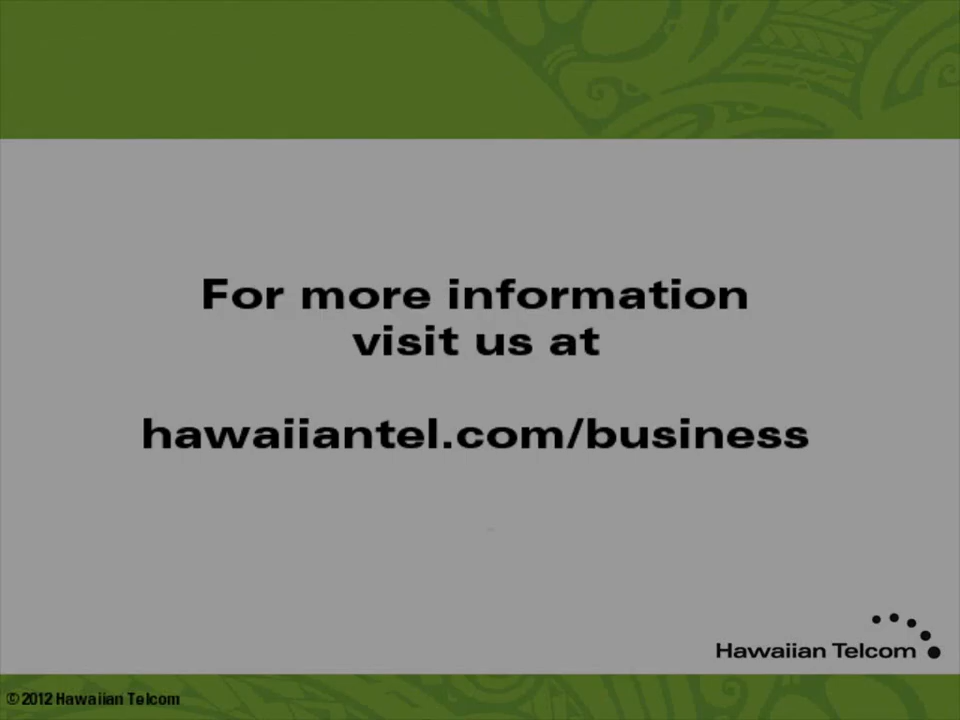 For more information
visit us at
hawaiiantel.com/business
Hawaiian Telcom
©2012 Hawaiian Telcom